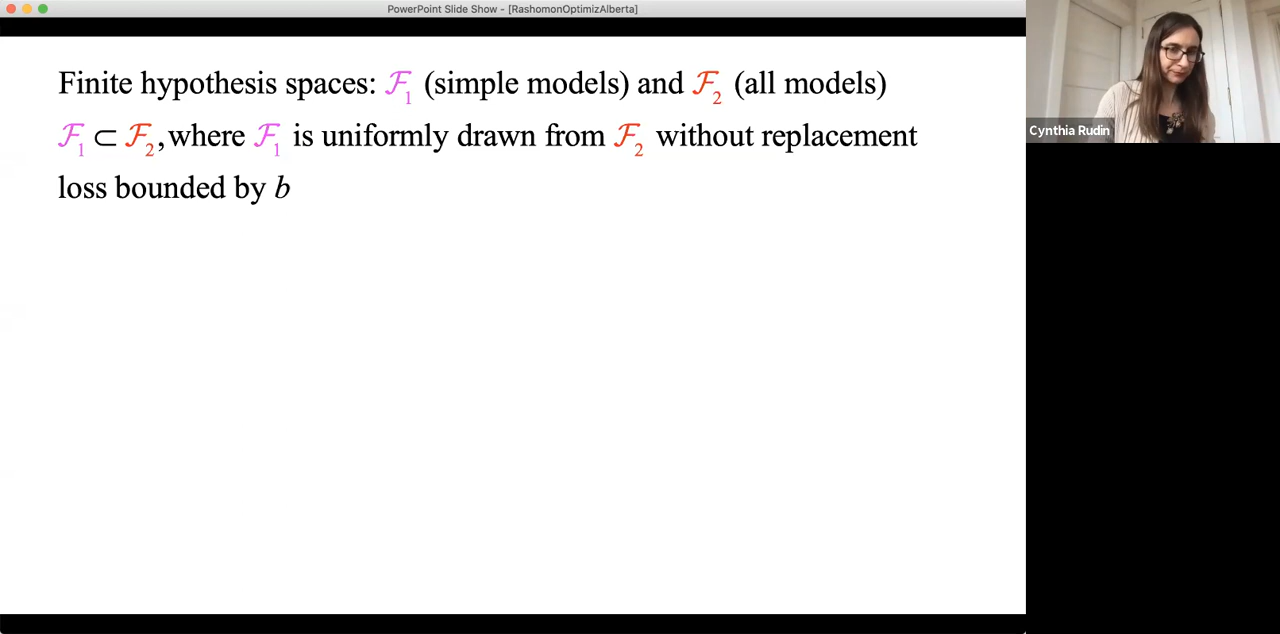 PowerPoint Slide Show - [RashomonOptimizAlberta]
Finite hypothesis spaces: ℱ₁ (simple models) and ℱ₂ (all models)
ℱ₁ ⊂ ℱ₂, where ℱ₁ is uniformly drawn from ℱ₂ without replacement
loss bounded by b
Cynthia Rudin